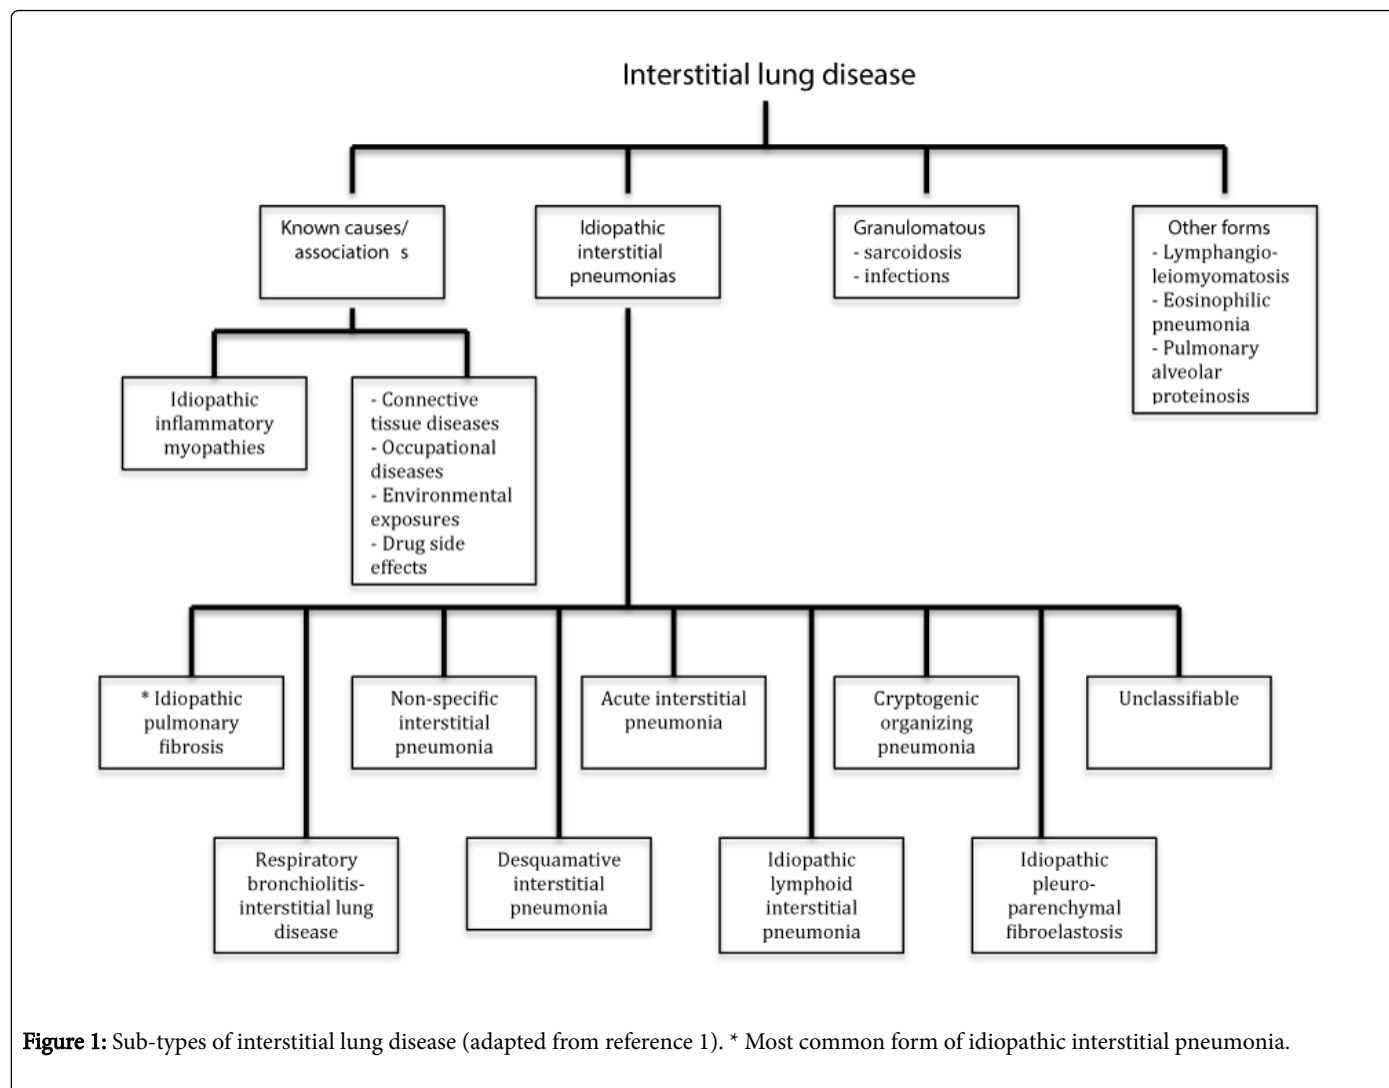 Interstitial lung disease
Known causes/
association s
Idiopathic
interstitial
pneumonias
Granulomatous
- sarcoidosis
- infections
Other forms
- Lymphangio-
leiomyomatosis
- Eosinophilic
pneumonia
- Pulmonary
alveolar
proteinosis
Idiopathic
inflammatory
myopathies
- Connective
tissue diseases
- Occupational
diseases
- Environmental
exposures
- Drug side
effects
* Idiopathic
pulmonary
fibrosis
Non-specific
interstitial
pneumonia
Acute interstitial
pneumonia
Cryptogenic
organizing
pneumonia
Unclassifiable
Respiratory
bronchiolitis-
interstitial lung
disease
Desquamative
interstitial
pneumonia
Idiopathic
lymphoid
interstitial
pneumonia
Idiopathic
pleuro-
parenchymal
fibroelastosis
Figure 1: Sub-types of interstitial lung disease (adapted from reference 1). * Most common form of idiopathic interstitial pneumonia.